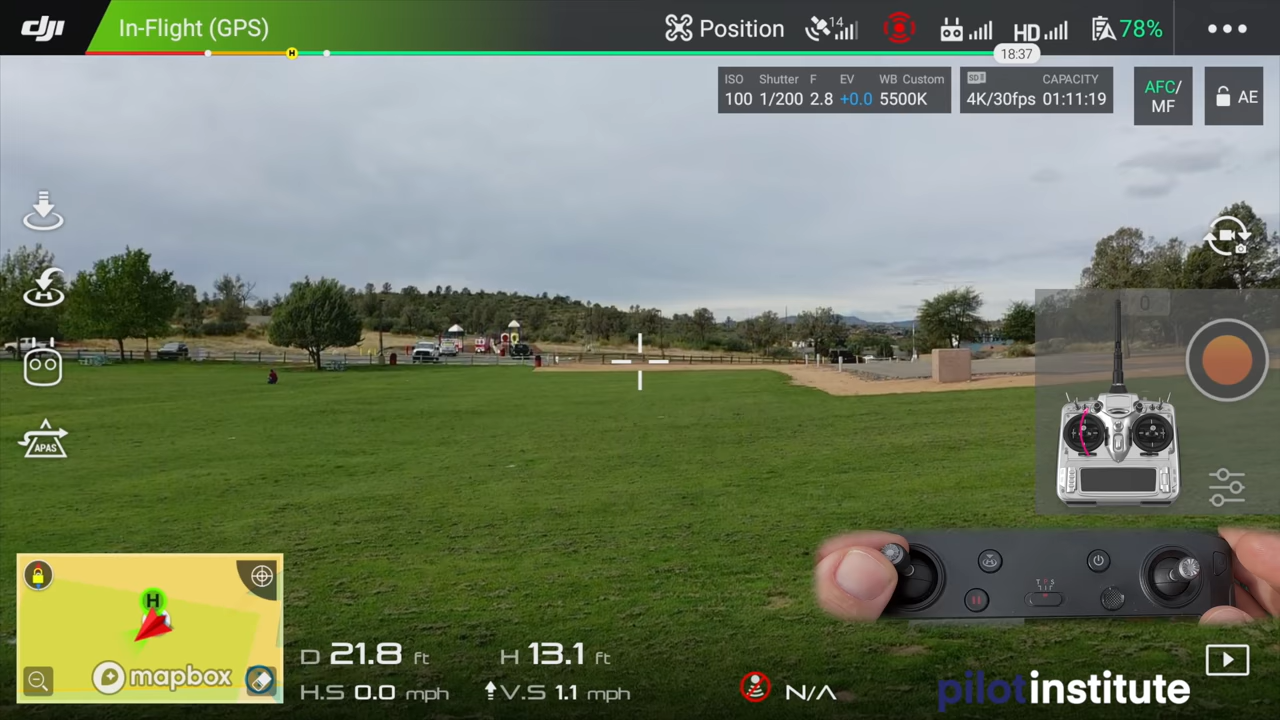 dji In-Flight (GPS) Position 14 HD 78%
H 18:37
ISO Shutter F EV WB Custom
100 1/200 2.8 +0.0 5500K
SD CAPACITY
4K/30fps 01:11:19
AFC/
MF
AE
H
APAS
0
H
mapbox
D 21.8 ft H 13.1 ft
H.S 0.0 mph V.S 1.1 mph
N/A
T P S
pilotinstitute